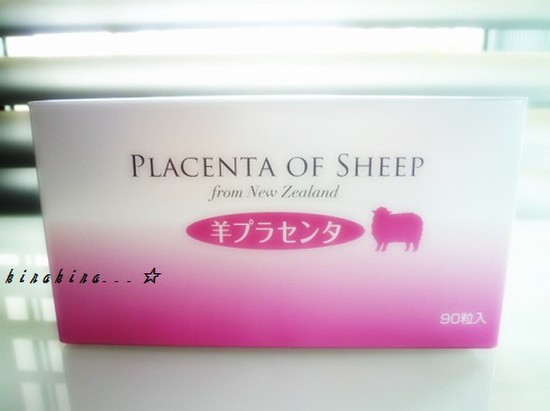 PLACENTA OF SHEEP
from New Zealand
羊プラセンタ
kirakira... ☆
90粒入